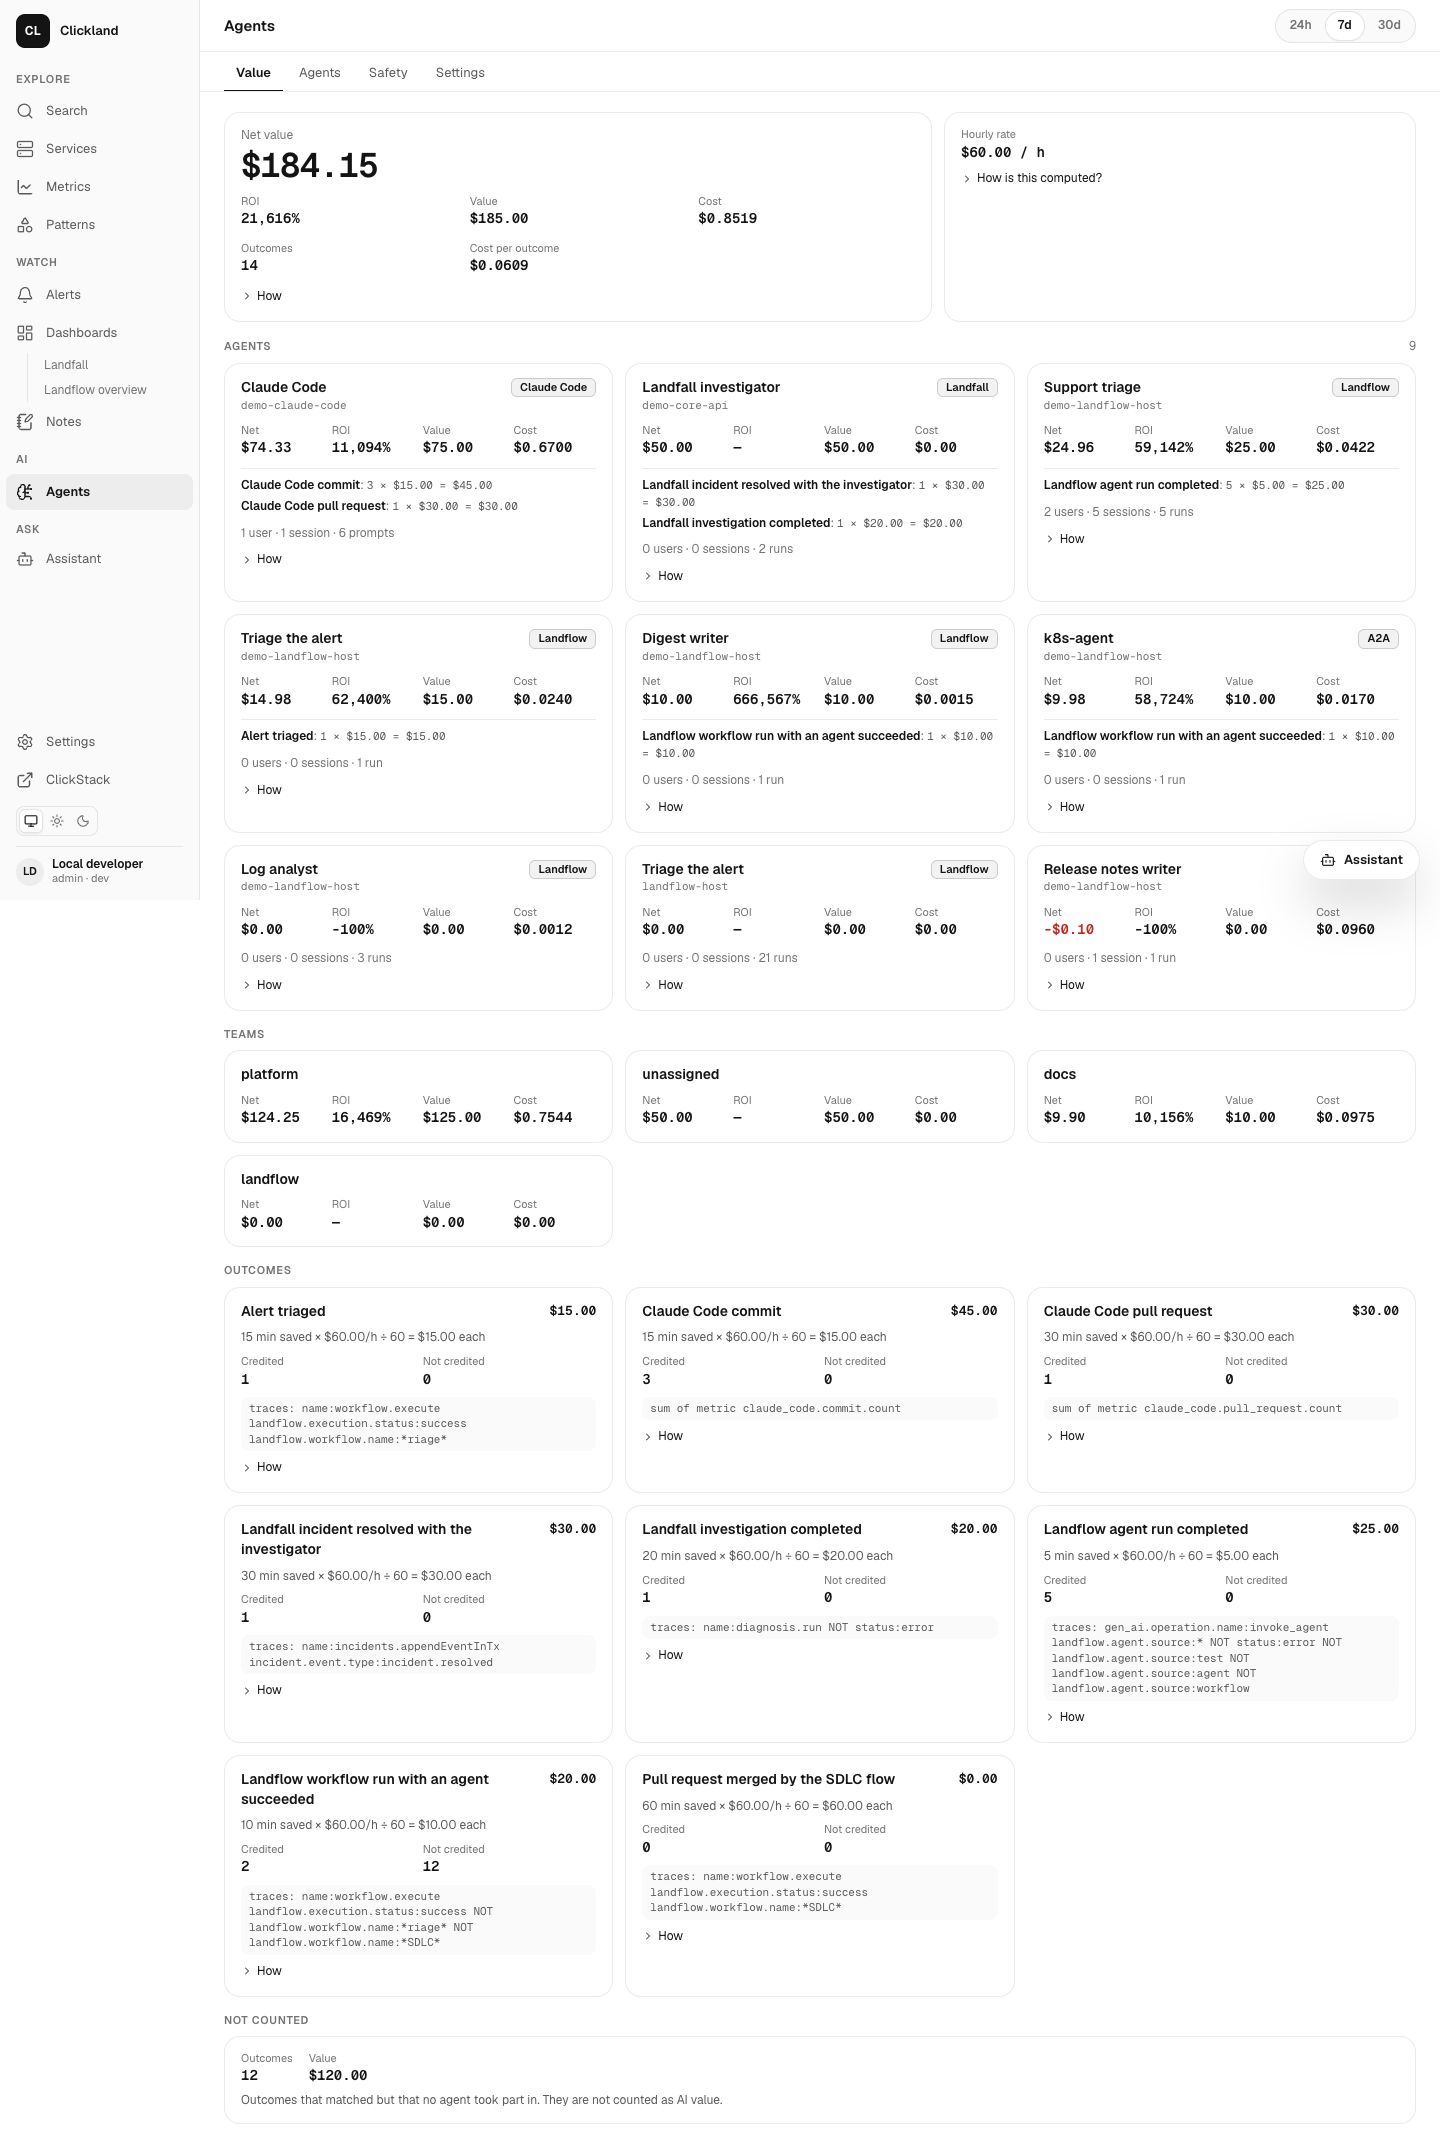 CL
Clickland
EXPLORE
Search
Services
Metrics
Patterns
WATCH
Alerts
Dashboards
Landfall
Landflow overview
Notes
AI
Agents
ASK
Assistant
Settings
ClickStack
LD
Local developer
admin · dev
Agents
24h 7d 30d
Value Agents Safety Settings
Net value
$184.15
ROI Value Cost
21,616% $185.00 $0.8519
Outcomes Cost per outcome
14 $0.0609
How
Hourly rate
$60.00 / h
How is this computed?
AGENTS 9
Claude Code Claude Code
demo-claude-code
Net ROI Value Cost
$74.33 11,094% $75.00 $0.6700
Claude Code commit: 3 × $15.00 = $45.00
Claude Code pull request: 1 × $30.00 = $30.00
1 user · 1 session · 6 prompts
How
Landfall investigator Landfall
demo-core-api
Net ROI Value Cost
$50.00 – $50.00 $0.00
Landfall incident resolved with the investigator: 1 × $30.00
= $30.00
Landfall investigation completed: 1 × $20.00 = $20.00
0 users · 0 sessions · 2 runs
How
Support triage Landflow
demo-landflow-host
Net ROI Value Cost
$24.96 59,142% $25.00 $0.0422
Landflow agent run completed: 5 × $5.00 = $25.00
2 users · 5 sessions · 5 runs
How
Triage the alert Landflow
demo-landflow-host
Net ROI Value Cost
$14.98 62,400% $15.00 $0.0240
Alert triaged: 1 × $15.00 = $15.00
0 users · 0 sessions · 1 run
How
Digest writer Landflow
demo-landflow-host
Net ROI Value Cost
$10.00 666,567% $10.00 $0.0015
Landflow workflow run with an agent succeeded: 1 × $10.00
= $10.00
0 users · 0 sessions · 1 run
How
k8s-agent A2A
demo-landflow-host
Net ROI Value Cost
$9.98 58,724% $10.00 $0.0170
Landflow workflow run with an agent succeeded: 1 × $10.00
= $10.00
0 users · 0 sessions · 1 run
How
Log analyst Landflow
demo-landflow-host
Net ROI Value Cost
$0.00 -100% $0.00 $0.0012
0 users · 0 sessions · 3 runs
How
Triage the alert Landflow
landflow-host
Net ROI Value Cost
$0.00 – $0.00 $0.00
0 users · 0 sessions · 21 runs
How
Release notes writer
demo-landflow-host
Net ROI Value Cost
-$0.10 -100% $0.00 $0.0960
0 users · 1 session · 1 run
How
Assistant
TEAMS
platform
Net ROI Value Cost
$124.25 16,469% $125.00 $0.7544
unassigned
Net ROI Value Cost
$50.00 – $50.00 $0.00
docs
Net ROI Value Cost
$9.90 10,156% $10.00 $0.0975
landflow
Net ROI Value Cost
$0.00 – $0.00 $0.00
OUTCOMES
Alert triaged $15.00
15 min saved × $60.00/h ÷ 60 = $15.00 each
Credited Not credited
1 0
traces: name:workflow.execute
landflow.execution.status:success
landflow.workflow.name:*riage*
How
Claude Code commit $45.00
15 min saved × $60.00/h ÷ 60 = $15.00 each
Credited Not credited
3 0
sum of metric claude_code.commit.count
How
Claude Code pull request $30.00
30 min saved × $60.00/h ÷ 60 = $30.00 each
Credited Not credited
1 0
sum of metric claude_code.pull_request.count
How
Landfall incident resolved with the $30.00
investigator
30 min saved × $60.00/h ÷ 60 = $30.00 each
Credited Not credited
1 0
traces: name:incidents.appendEventInTx
incident.event.type:incident.resolved
How
Landfall investigation completed $20.00
20 min saved × $60.00/h ÷ 60 = $20.00 each
Credited Not credited
1 0
traces: name:diagnosis.run NOT status:error
How
Landflow agent run completed $25.00
5 min saved × $60.00/h ÷ 60 = $5.00 each
Credited Not credited
5 0
traces: gen_ai.operation.name:invoke_agent
landflow.agent.source:* NOT status:error NOT
landflow.agent.source:test NOT
landflow.agent.source:agent NOT
landflow.agent.source:workflow
How
Landflow workflow run with an agent $20.00
succeeded
10 min saved × $60.00/h ÷ 60 = $10.00 each
Credited Not credited
2 12
traces: name:workflow.execute
landflow.execution.status:success NOT
landflow.workflow.name:*riage* NOT
landflow.workflow.name:*SDLC*
How
Pull request merged by the SDLC flow $0.00
60 min saved × $60.00/h ÷ 60 = $60.00 each
Credited Not credited
0 0
traces: name:workflow.execute
landflow.execution.status:success
landflow.workflow.name:*SDLC*
How
NOT COUNTED
Outcomes Value
12 $120.00
Outcomes that matched but that no agent took part in. They are not counted as AI value.